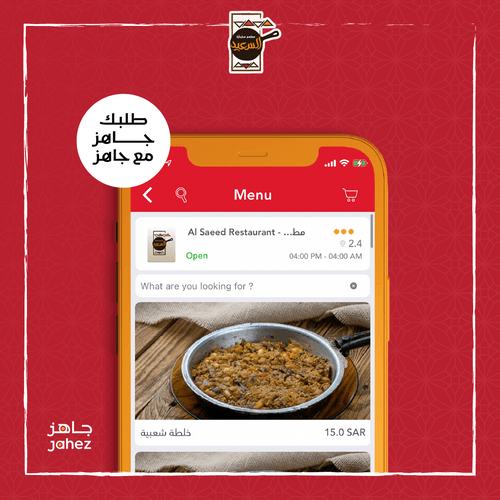 السعيد
طلبك
جاهز
مع جاهز
Menu
Al Saeed Restaurant - مط...
2.4
Open
04:00 PM - 04:00 AM
What are you looking for ?
خلطة شعبية
15.0 SAR
جاهز
jahez